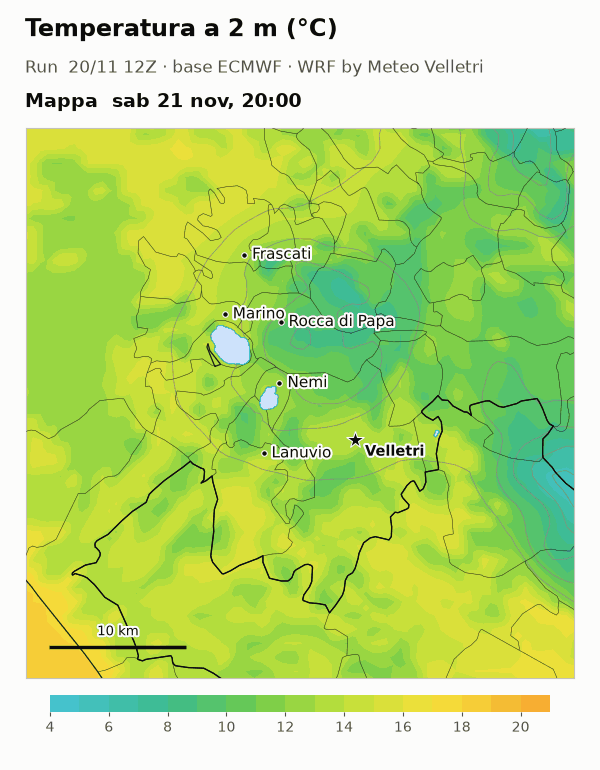 Temperatura a 2 m (°C)
Run  20/11 12Z · base ECMWF · WRF by Meteo Velletri
Mappa  sab 21 nov, 20:00
Frascati
Marino
Rocca di Papa
Nemi
Velletri
Lanuvio
10 km
4 6 8 10 12 14 16 18 20